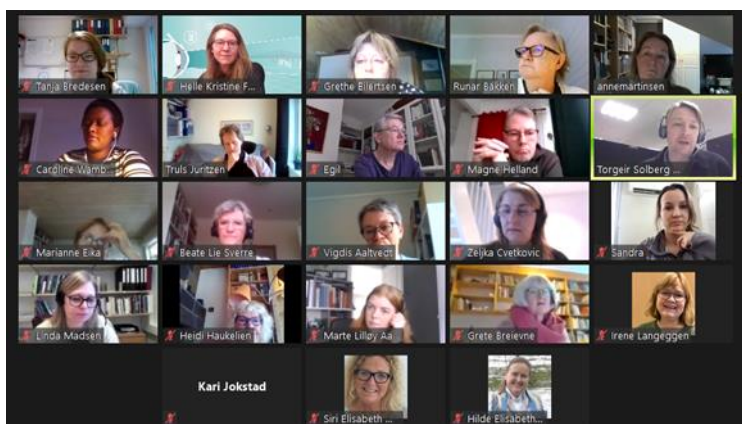 Tanja Bredesen
Helle Kristine F...
Grethe Eilertsen
Runar Bakken
annemartinsen
Caroline Wamb...
Truls Juritzen
Egil
Magne Helland
Torgeir Solberg ...
Marianne Eika
Beate Lie Sverre
Vigdis Aaltvedt
Zeljka Cvetkovic
Sandra
Linda Madsen
Heidi Haukelien
Marte Lilløy Aa
Grete Breievne
Irene Langeggen
Kari Jokstad
Siri Elisabeth ...
Hilde Elisabeth...